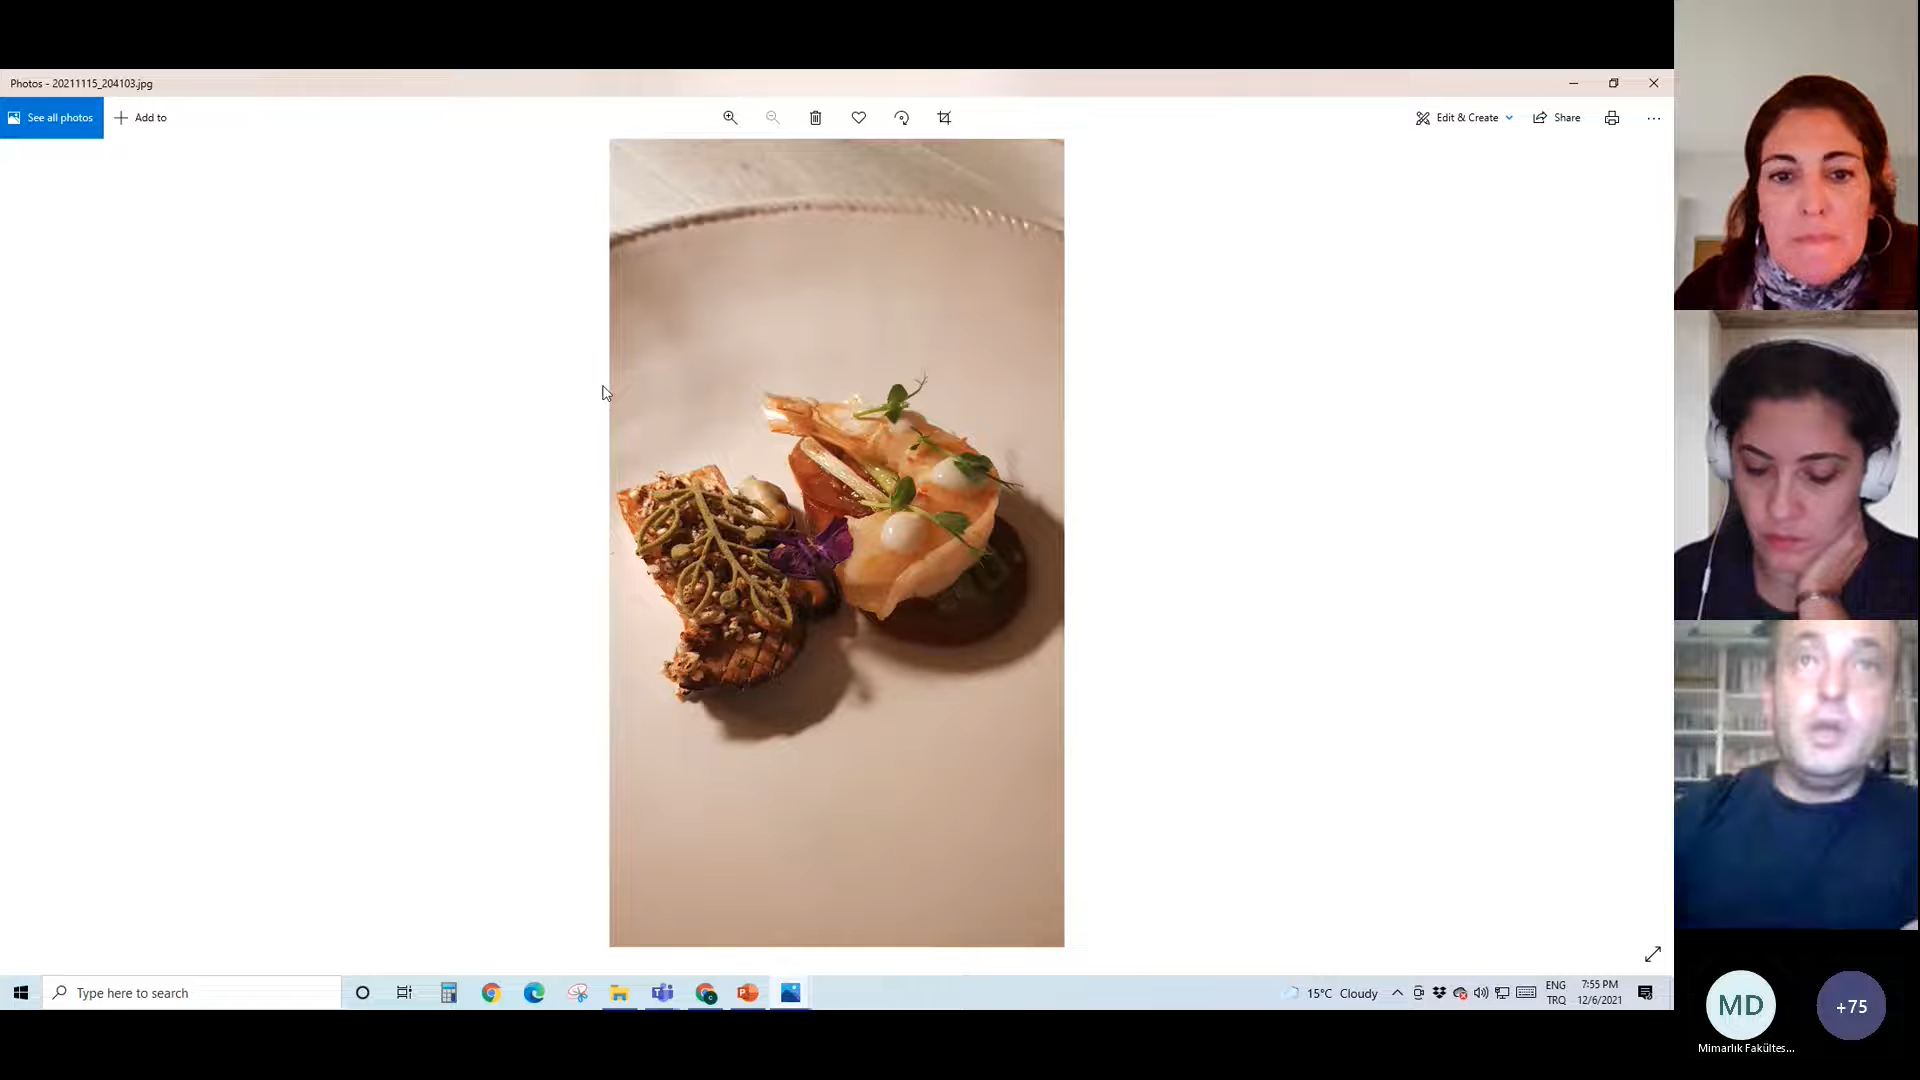 Photos - 20211115_204103.jpg
See all photos
Add to
Edit & Create
Share
Type here to search
15°C Cloudy
ENG
TRQ
7:55 PM
12/6/2021
MD
+75
Mimarlık Fakültes...